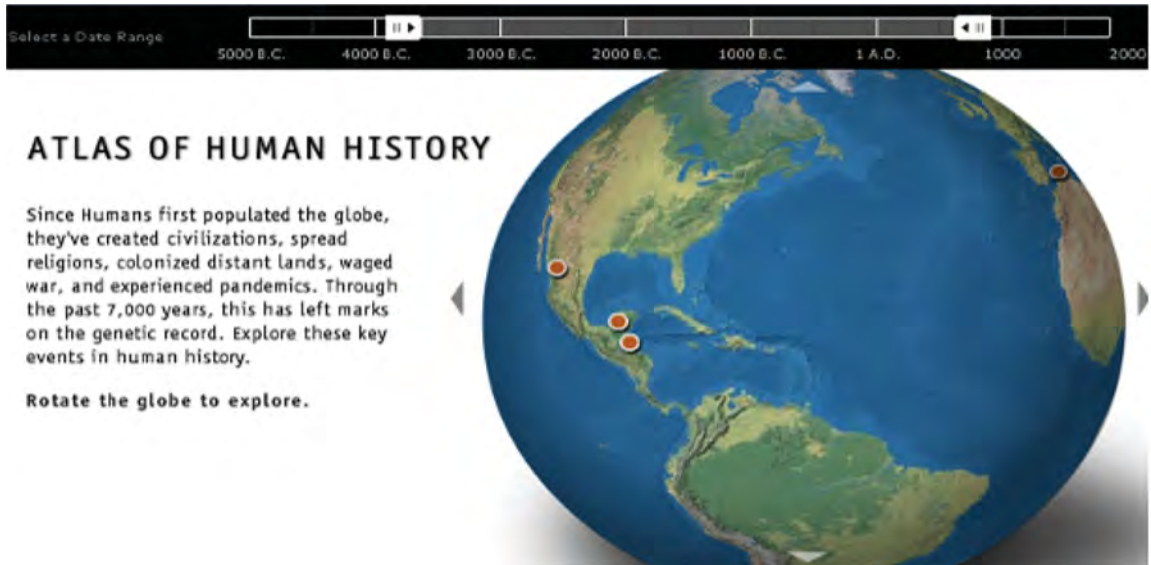 Select a Date Range
5000 B.C. 4000 B.C. 3000 B.C. 2000 B.C. 1000 B.C. 1 A.D. 1000 2000
ATLAS OF HUMAN HISTORY
Since Humans first populated the globe,
they've created civilizations, spread
religions, colonized distant lands, waged
war, and experienced pandemics. Through
the past 7,000 years, this has left marks
on the genetic record. Explore these key
events in human history.
Rotate the globe to explore.